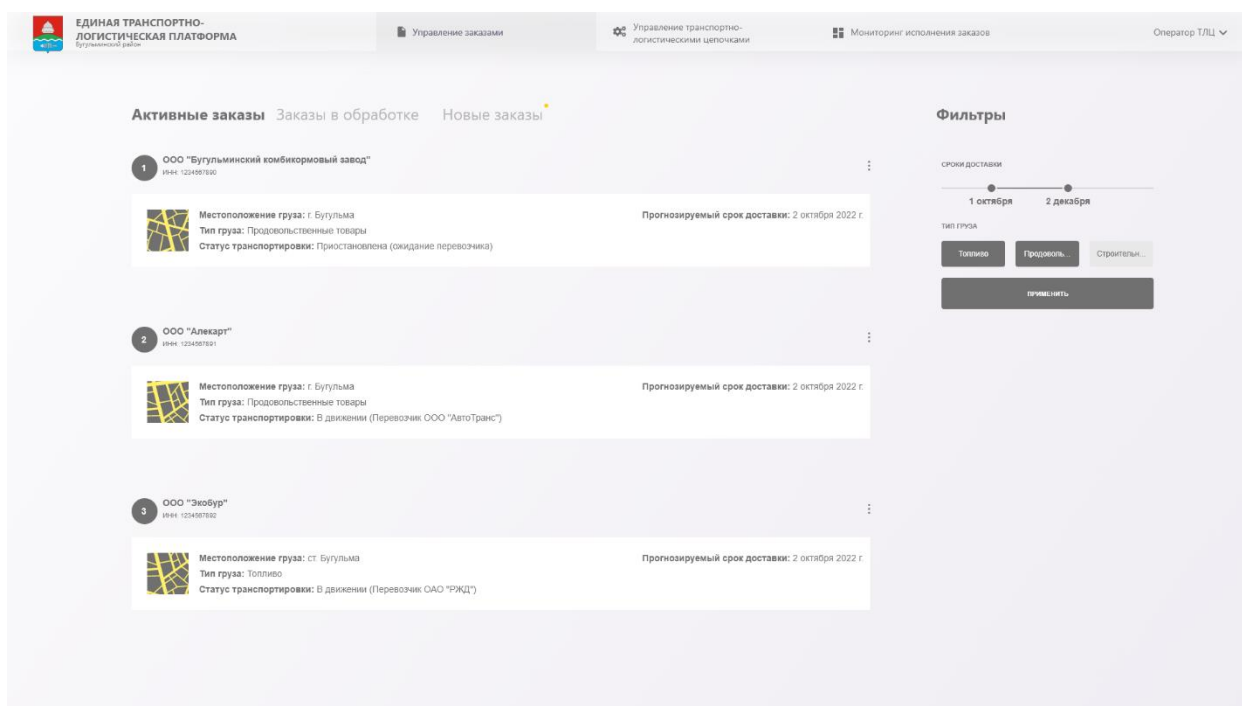 ЕДИНАЯ ТРАНСПОРТНО-
ЛОГИСТИЧЕСКАЯ ПЛАТФОРМА
Бугульминский район
Управление заказами
Управление транспортно-
логистическими цепочками
Мониторинг исполнения заказов
Оператор ТЛЦ
Активные заказы
Заказы в обработке
Новые заказы
Фильтры
1
ООО "Бугульминский комбикормовый завод"
ИНН: 1234567890
Местоположение груза: г. Бугульма
Тип груза: Продовольственные товары
Статус транспортировки: Приостановлена (ожидание перевозчика)
Прогнозируемый срок доставки: 2 октября 2022 г.
СРОКИ ДОСТАВКИ
1 октября
2 декабря
ТИП ГРУЗА
Топливо
Продоволь...
Строительн...
ПРИМЕНИТЬ
2
ООО "Алекарт"
ИНН: 1234567891
Местоположение груза: г. Бугульма
Тип груза: Продовольственные товары
Статус транспортировки: В движении (Перевозчик ООО "АвтоТранс")
Прогнозируемый срок доставки: 2 октября 2022 г.
3
ООО "Экобур"
ИНН: 1234567892
Местоположение груза: ст. Бугульма
Тип груза: Топливо
Статус транспортировки: В движении (Перевозчик ОАО "РЖД")
Прогнозируемый срок доставки: 2 октября 2022 г.